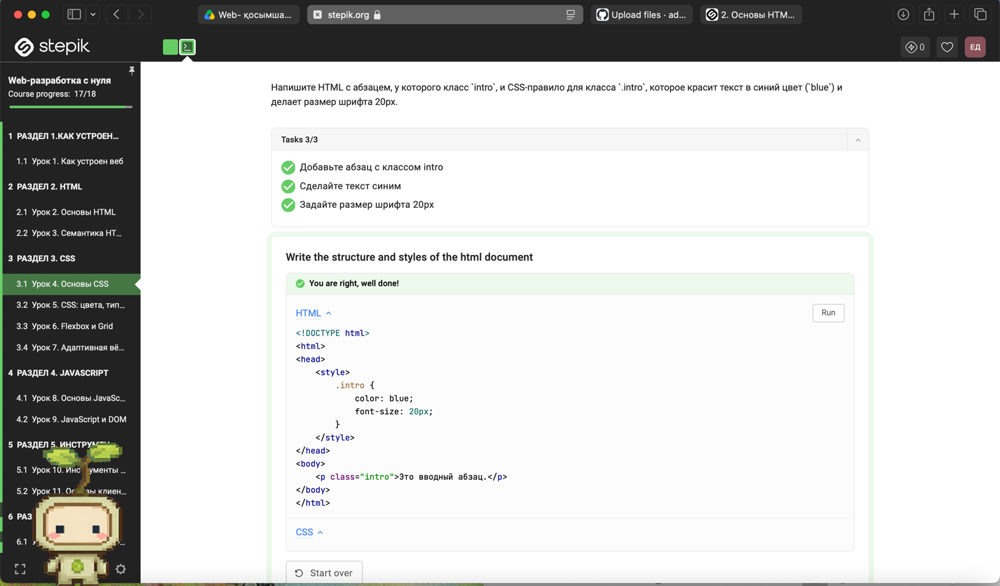 Web- қосымша...
stepik.org
Upload files · ad...
2. Основы HTM...
stepik
0
ЕД
Web-разработка с нуля
Course progress: 17/18
1 РАЗДЕЛ 1.КАК УСТРОЕН...
1.1 Урок 1. Как устроен веб
2 РАЗДЕЛ 2. HTML
2.1 Урок 2. Основы HTML
2.2 Урок 3. Семантика HT...
3 РАЗДЕЛ 3. CSS
3.1 Урок 4. Основы CSS
3.2 Урок 5. CSS: цвета, тип...
3.3 Урок 6. Flexbox и Grid
3.4 Урок 7. Адаптивная вё...
4 РАЗДЕЛ 4. JAVASCRIPT
4.1 Урок 8. Основы JavaSc...
4.2 Урок 9. JavaScript и DOM
5 РАЗДЕЛ 5.
5.1 Урок 10. ...
5.2 Урок 11. клиен...
6 РАЗ
6.1
Напишите HTML с абзацем, у которого класс `intro`, и CSS-правило для класса `.intro`, которое красит текст в синий цвет (`blue`) и
делает размер шрифта 20px.
Tasks 3/3
Добавьте абзац с классом intro
Сделайте текст синим
Задайте размер шрифта 20px
Write the structure and styles of the html document
You are right, well done!
HTML
Run
<!DOCTYPE html>
<html>
<head>
    <style>
        .intro {
            color: blue;
            font-size: 20px;
        }
    </style>
</head>
<body>
    <p class="intro">Это вводный абзац.</p>
</body>
</html>
CSS
Start over